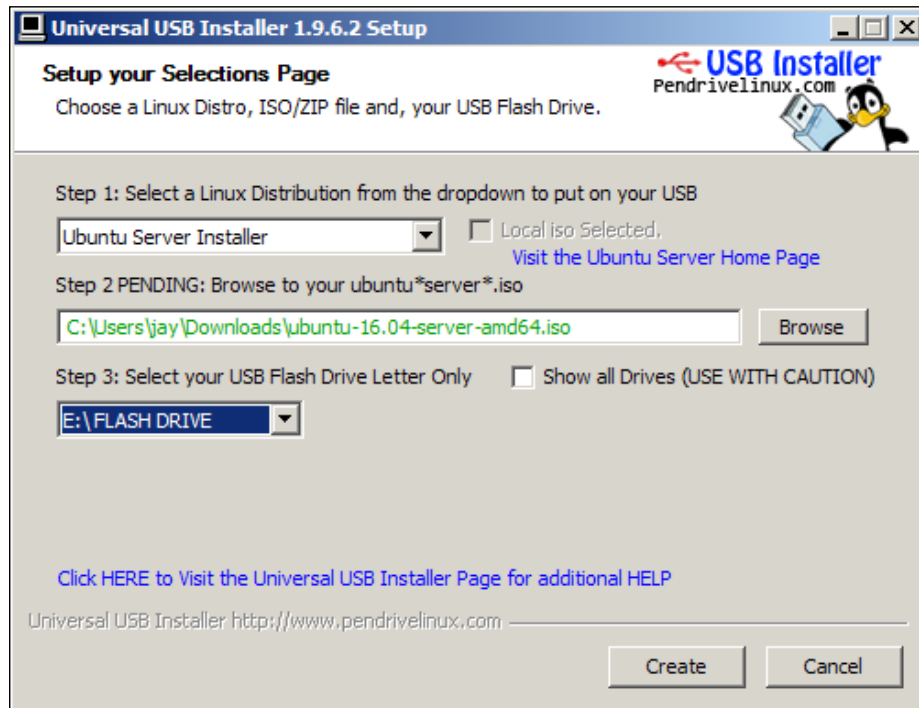 Universal USB Installer 1.9.6.2 Setup
Setup your Selections Page
Choose a Linux Distro, ISO/ZIP file and, your USB Flash Drive.
USB Installer
Pendrivelinux.com
Step 1: Select a Linux Distribution from the dropdown to put on your USB
Ubuntu Server Installer
Local iso Selected.
Visit the Ubuntu Server Home Page
Step 2 PENDING: Browse to your ubuntu*server*.iso
C:\Users\jay\Downloads\ubuntu-16.04-server-amd64.iso
Browse
Step 3: Select your USB Flash Drive Letter Only
Show all Drives (USE WITH CAUTION)
E:\FLASH DRIVE
Click HERE to Visit the Universal USB Installer Page for additional HELP
Universal USB Installer http://www.pendrivelinux.com
Create
Cancel